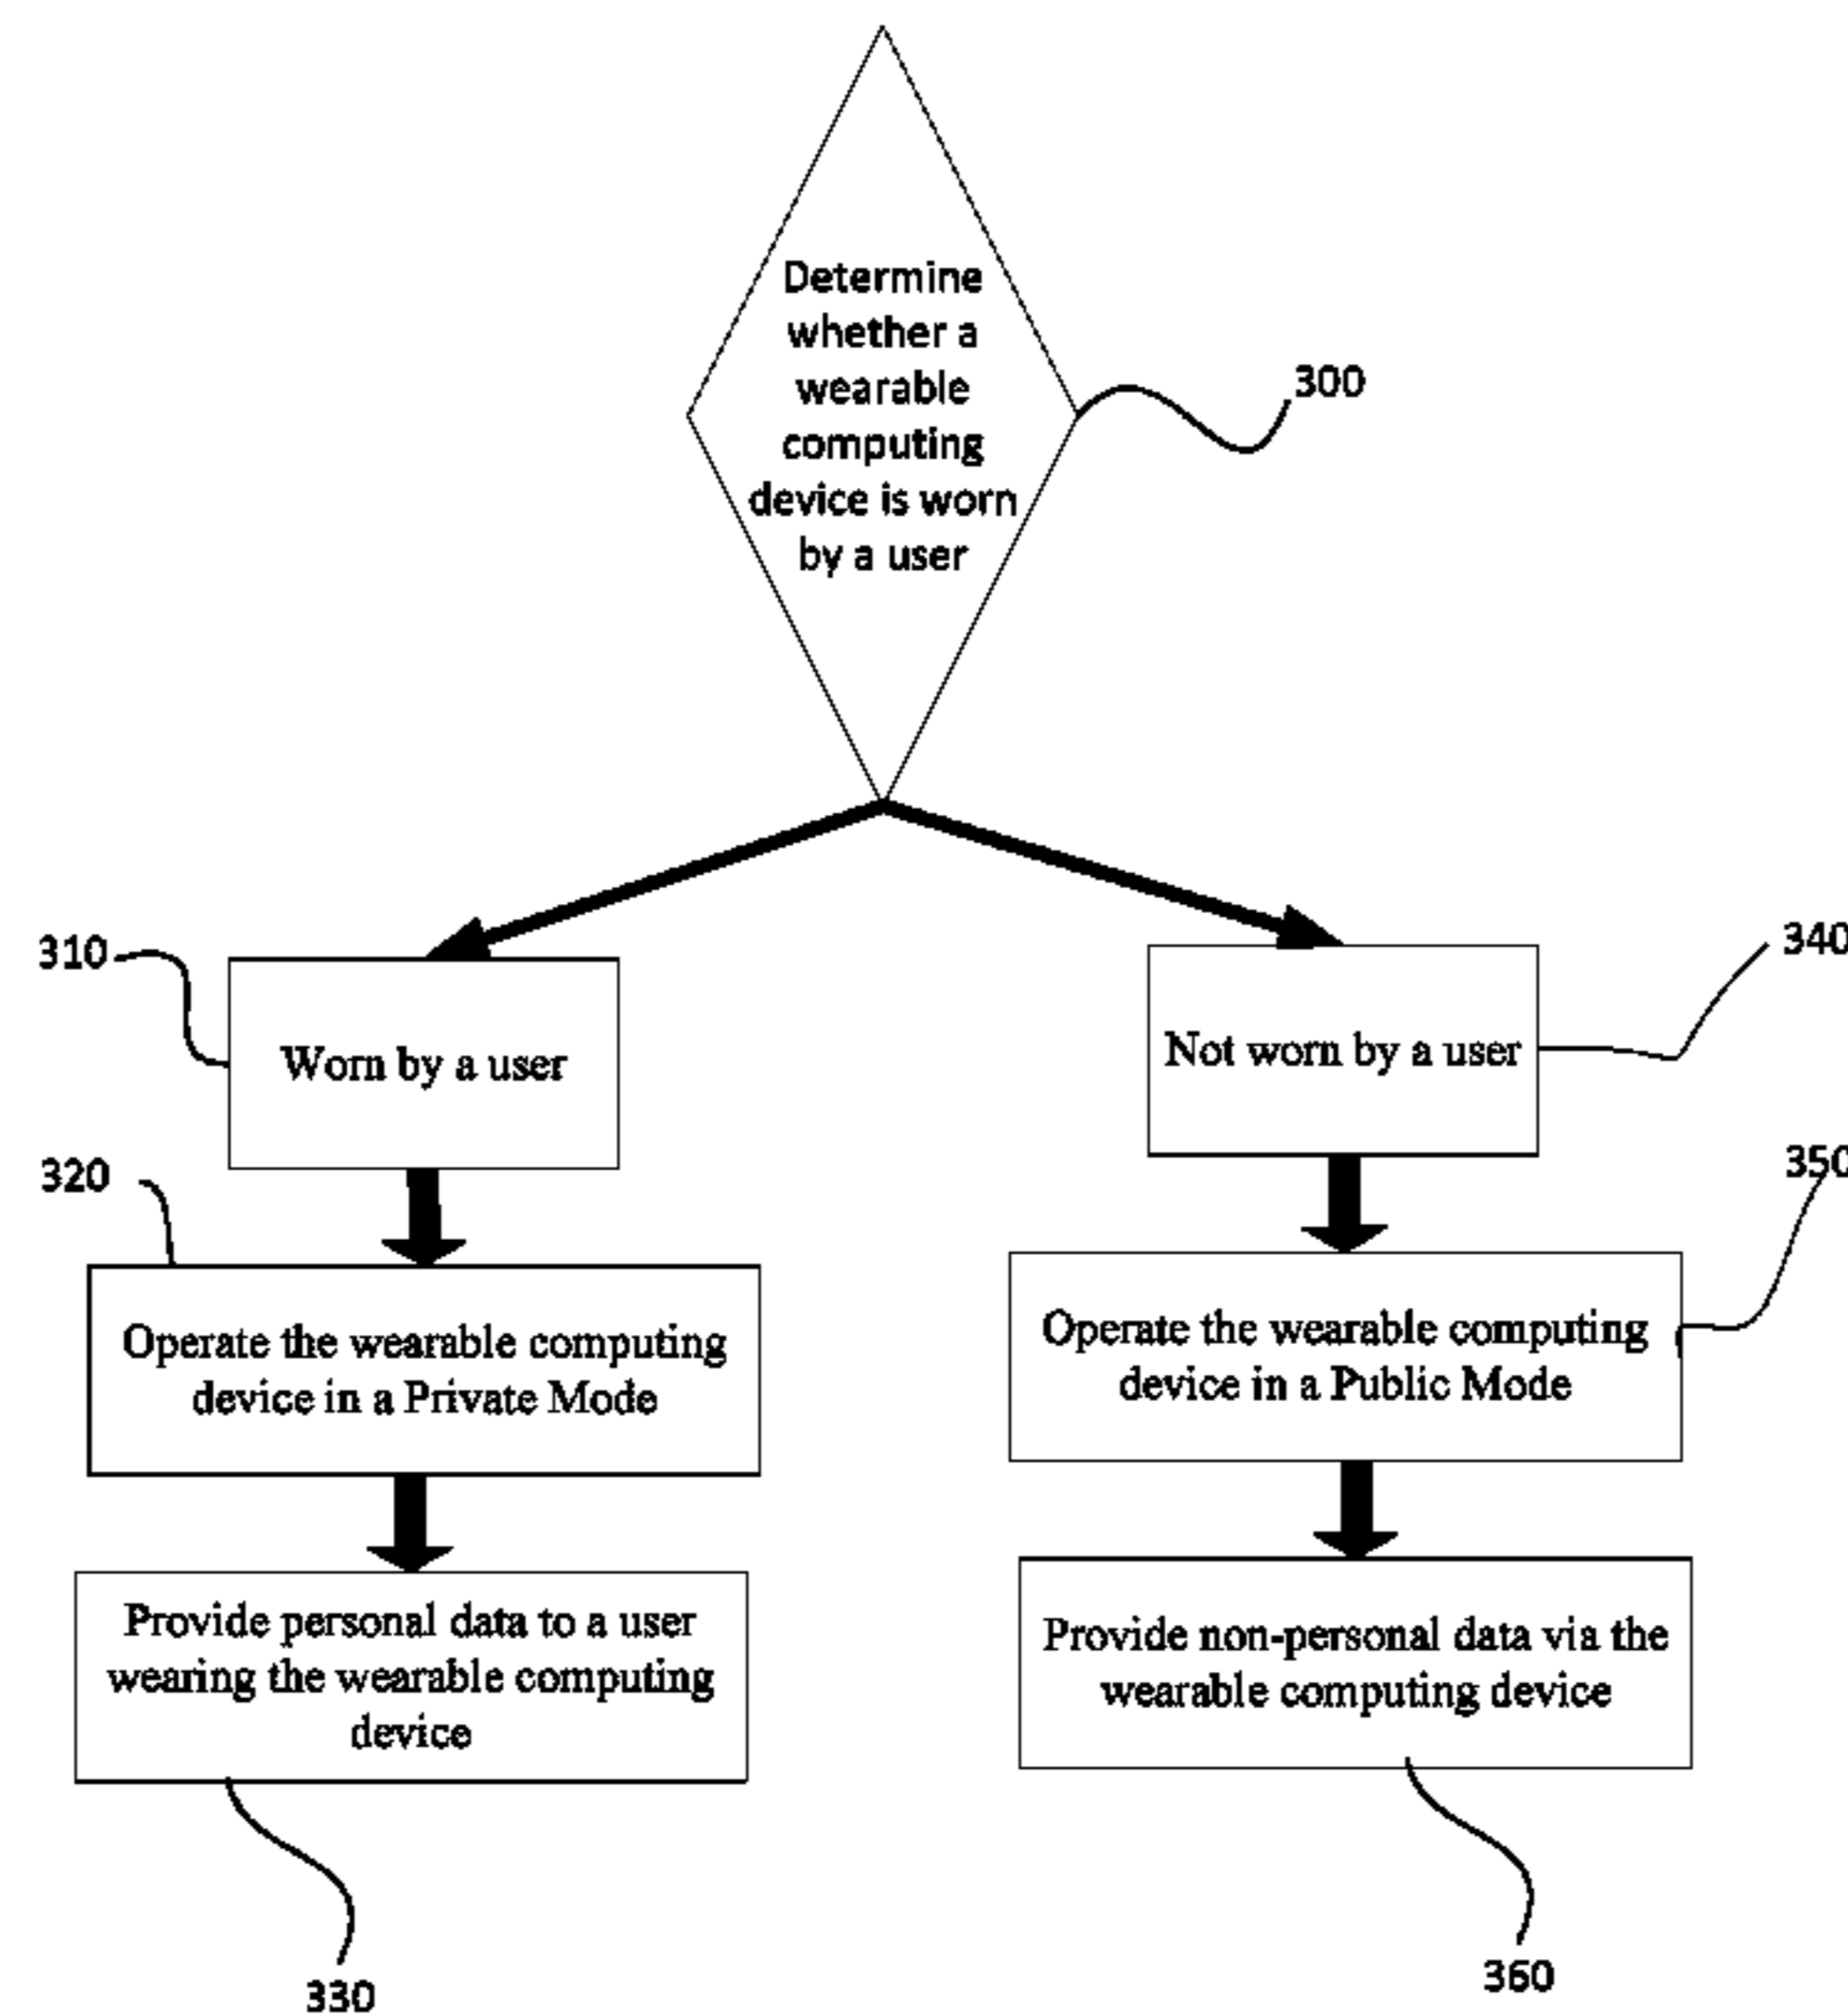 Determine
whether a
wearable
computing
device is worn
by a user
300
310
Worn by a user
340
Not worn by a user
320
Operate the wearable computing
device in a Private Mode
350
Operate the wearable computing
device in a Public Mode
Provide personal data to a user
wearing the wearable computing
device
330
Provide non-personal data via the
wearable computing device
360